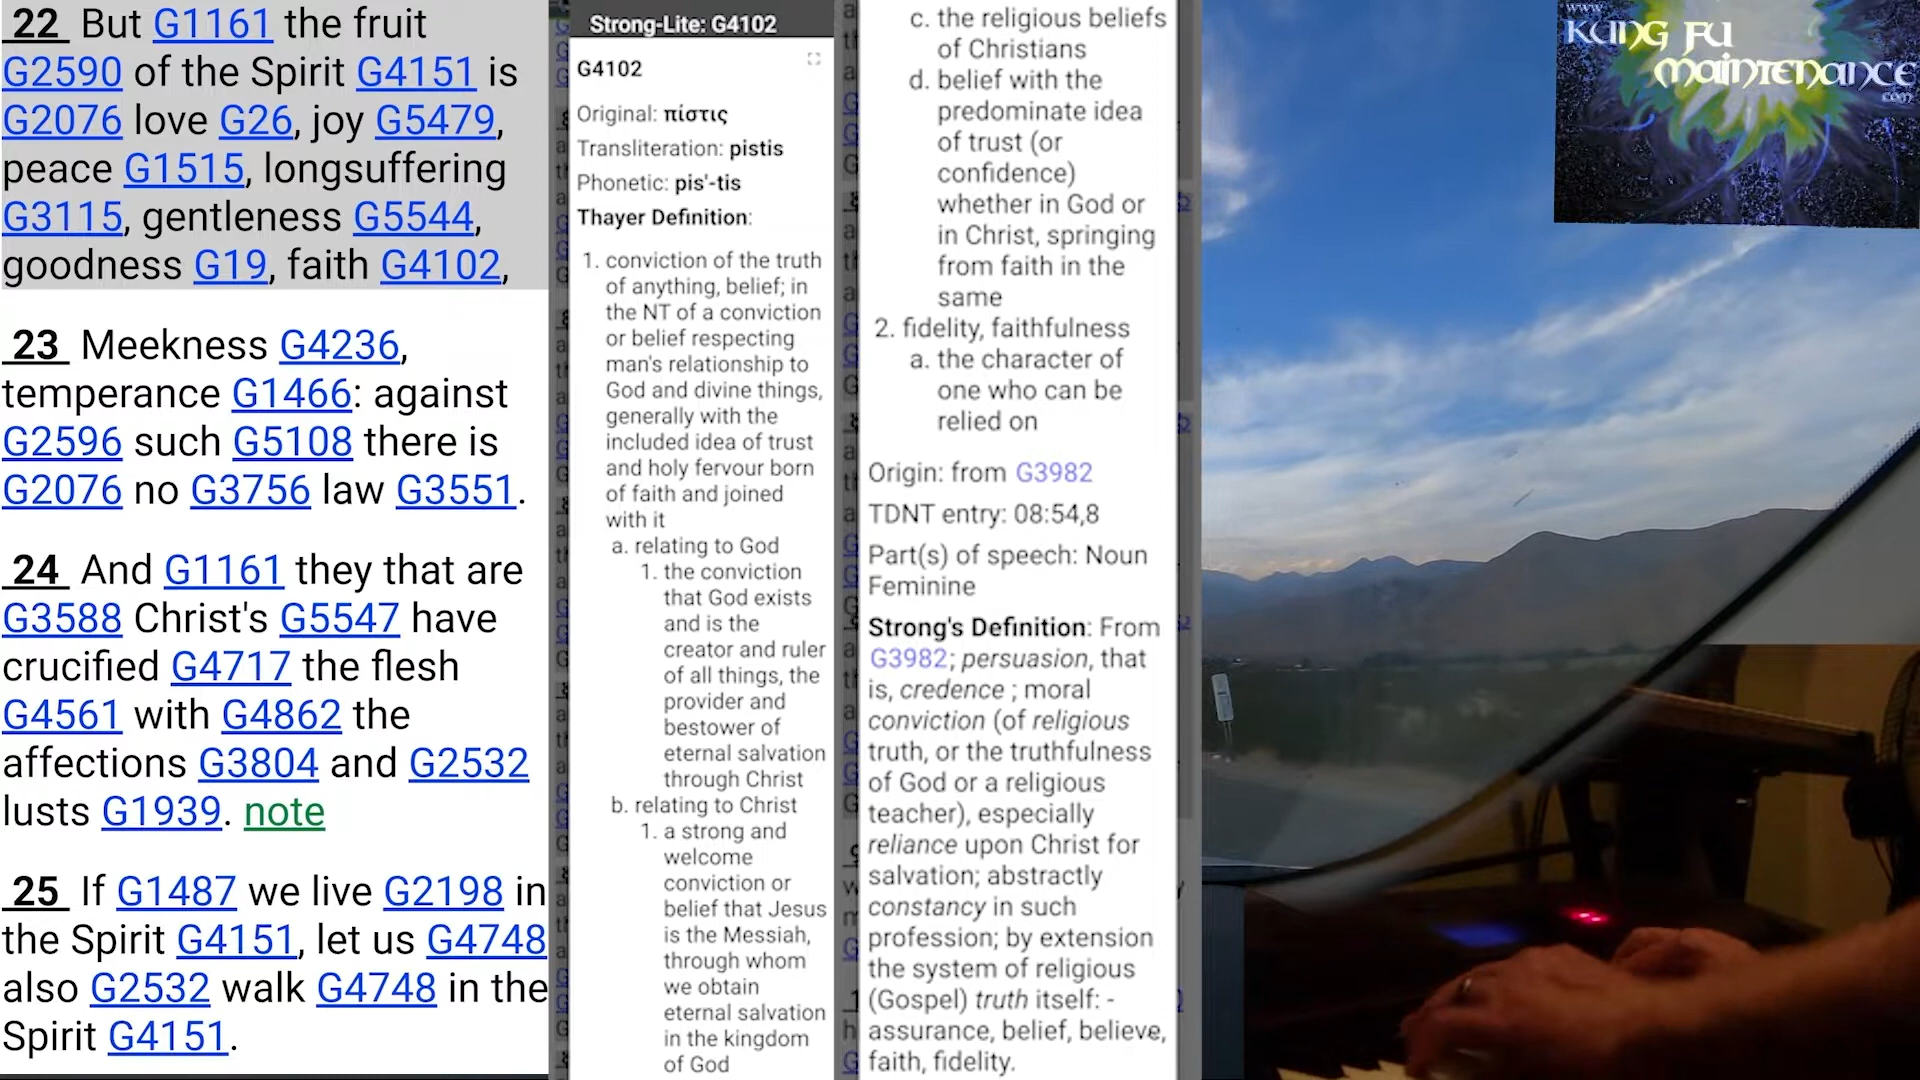 22 But G1161 the fruit
G2590 of the Spirit G4151 is
G2076 love G26, joy G5479,
peace G1515, longsuffering
G3115, gentleness G5544,
goodness G19, faith G4102,
23 Meekness G4236,
temperance G1466: against
G2596 such G5108 there is
G2076 no G3756 law G3551.
24 And G1161 they that are
G3588 Christ's G5547 have
crucified G4717 the flesh
G4561 with G4862 the
affections G3804 and G2532
lusts G1939. note
25 If G1487 we live G2198 in
the Spirit G4151, let us G4748
also G2532 walk G4748 in the
Spirit G4151.
Strong-Lite: G4102
G4102
Original: πίστις
Transliteration: pistis
Phonetic: pis'-tis
Thayer Definition:
1. conviction of the truth
of anything, belief; in
the NT of a conviction
or belief respecting
man's relationship to
God and divine things,
generally with the
included idea of trust
and holy fervour born
of faith and joined
with it
a. relating to God
1. the conviction
that God exists
and is the
creator and ruler
of all things, the
provider and
bestower of
eternal salvation
through Christ
b. relating to Christ
1. a strong and
welcome
conviction or
belief that Jesus
is the Messiah,
through whom
we obtain
eternal salvation
in the kingdom
of God
c. the religious beliefs
of Christians
d. belief with the
predominate idea
of trust (or
confidence)
whether in God or
in Christ, springing
from faith in the
same
2. fidelity, faithfulness
a. the character of
one who can be
relied on
Origin: from G3982
TDNT entry: 08:54,8
Part(s) of speech: Noun
Feminine
Strong's Definition: From
G3982; persuasion, that
is, credence ; moral
conviction (of religious
truth, or the truthfulness
of God or a religious
teacher), especially
reliance upon Christ for
salvation; abstractly
constancy in such
profession; by extension
the system of religious
(Gospel) truth itself: -
assurance, belief, believe,
faith, fidelity.
www
KUNG FU
MAINTENANCE
.com